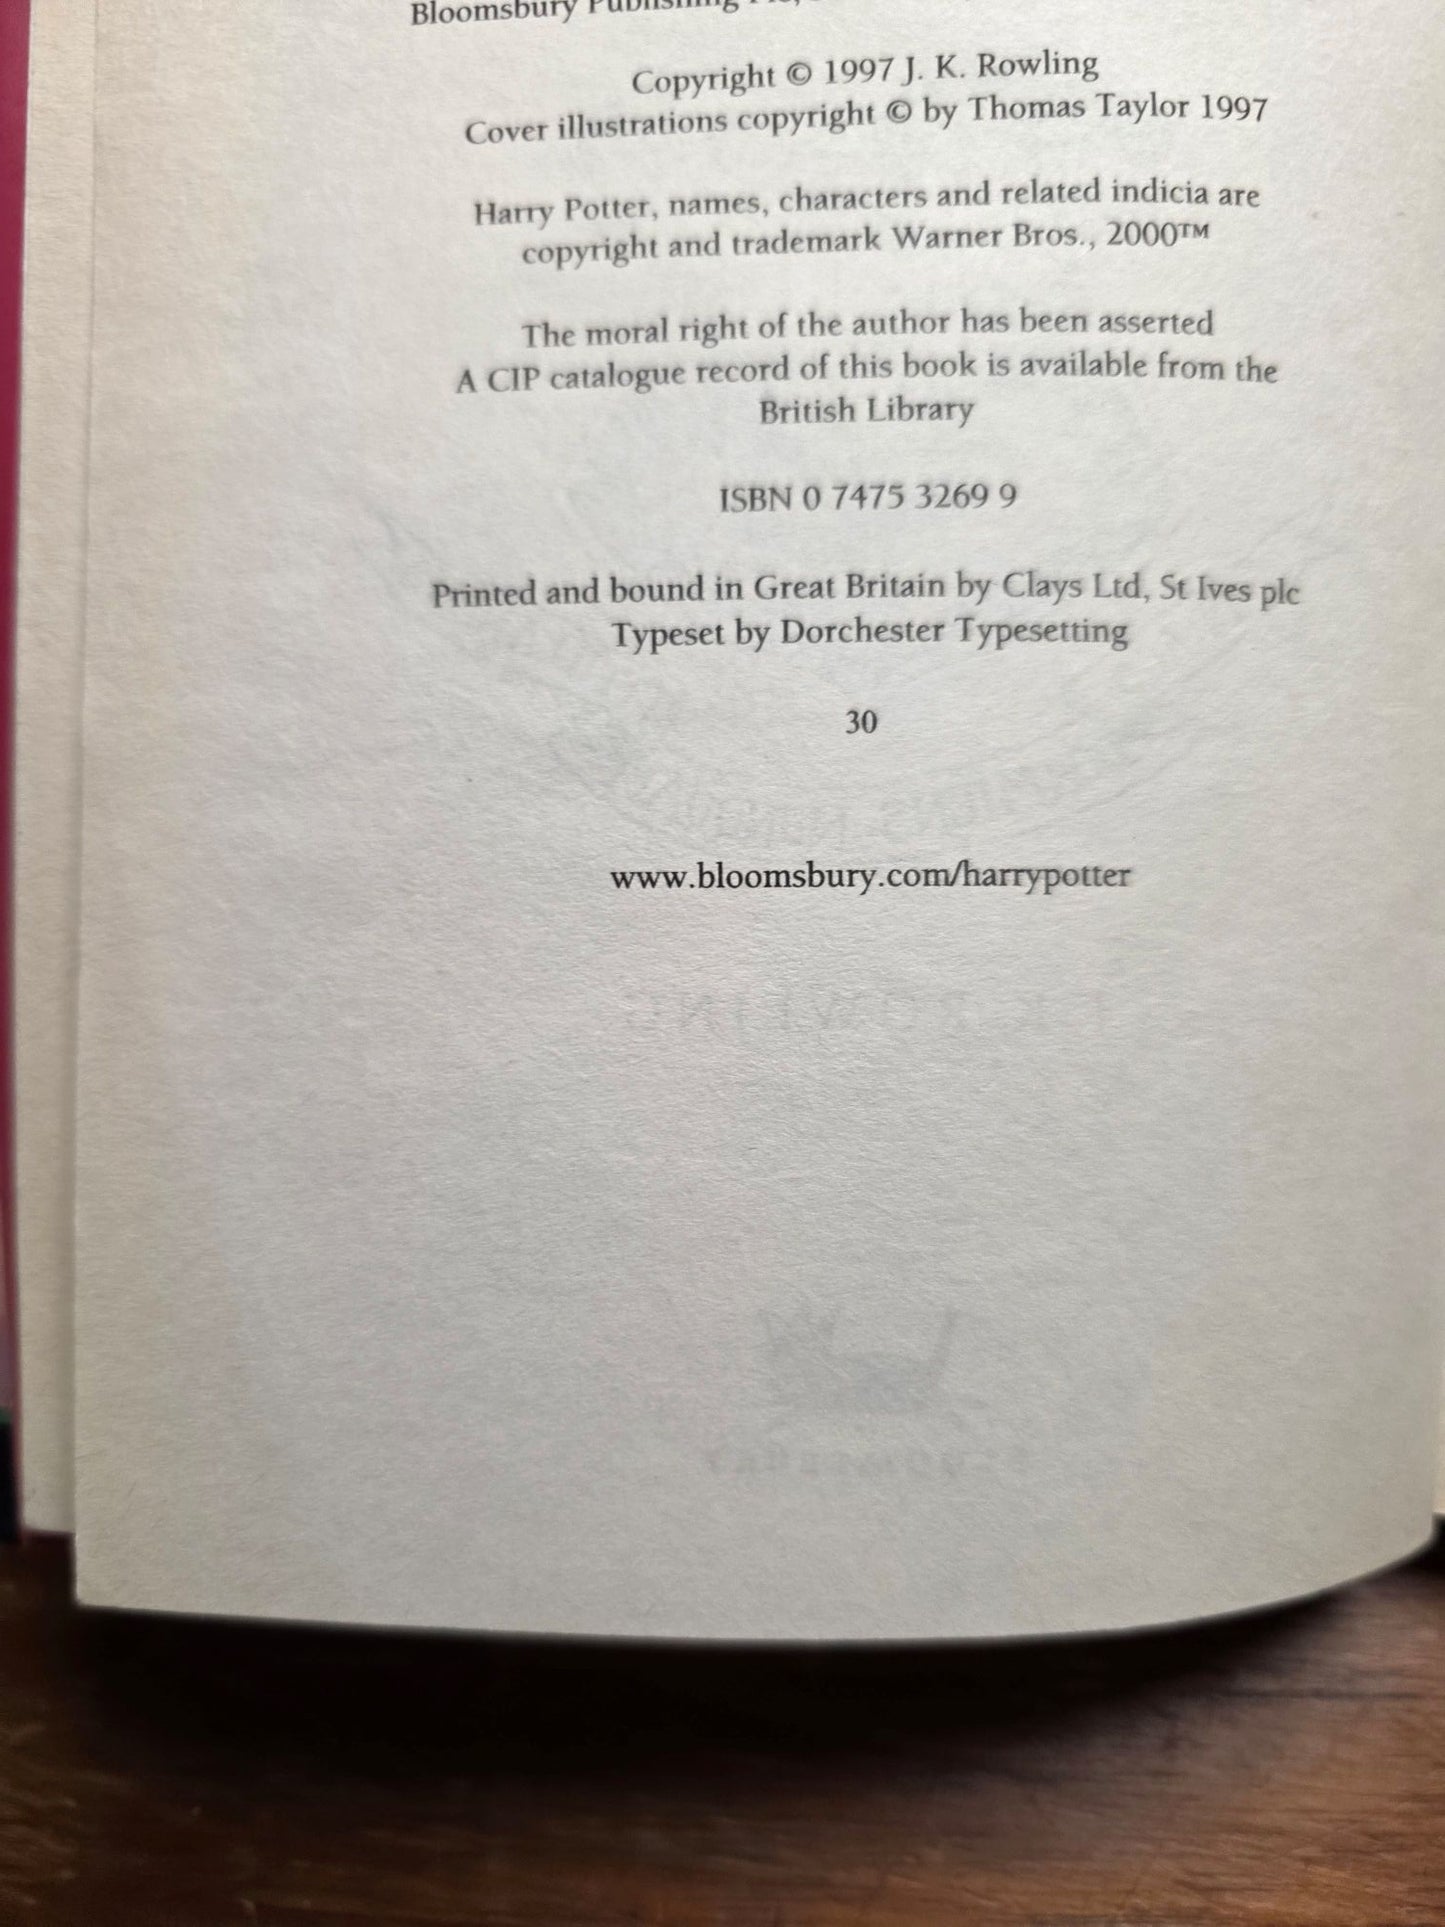 Bloomsbury Publishing Plc,
Copyright © 1997 J. K. Rowling
Cover illustrations copyright © by Thomas Taylor 1997
Harry Potter, names, characters and related indicia are
copyright and trademark Warner Bros., 2000™
The moral right of the author has been asserted
A CIP catalogue record of this book is available from the
British Library
ISBN 0 7475 3269 9
Printed and bound in Great Britain by Clays Ltd, St Ives plc
Typeset by Dorchester Typesetting
30
www.bloomsbury.com/harrypotter